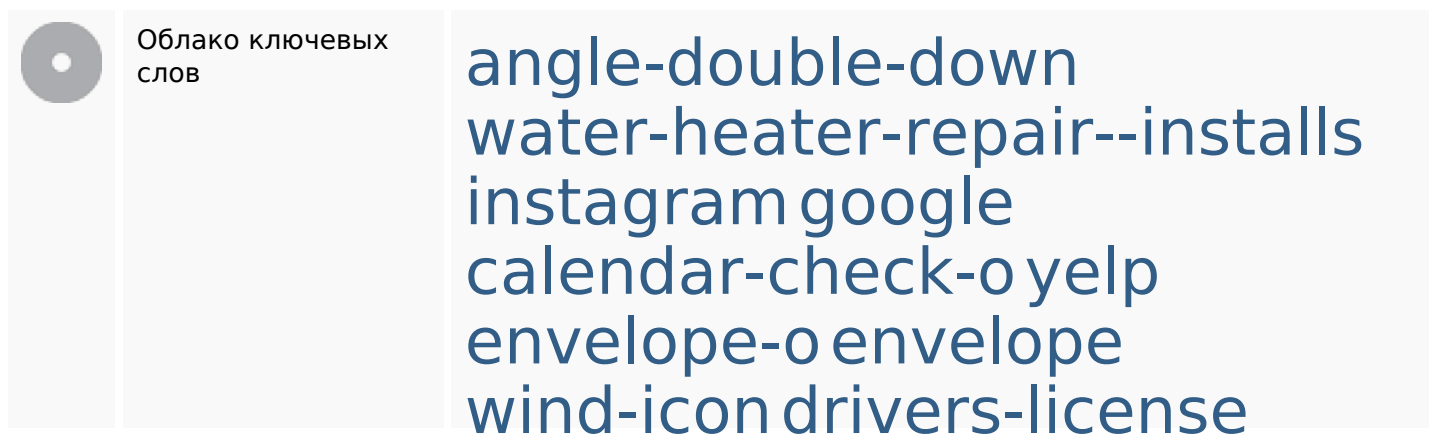 Облако ключевых
слов
angle-double-down
water-heater-repair--installs
instagram google
calendar-check-o yelp
envelope-o envelope
wind-icon drivers-license